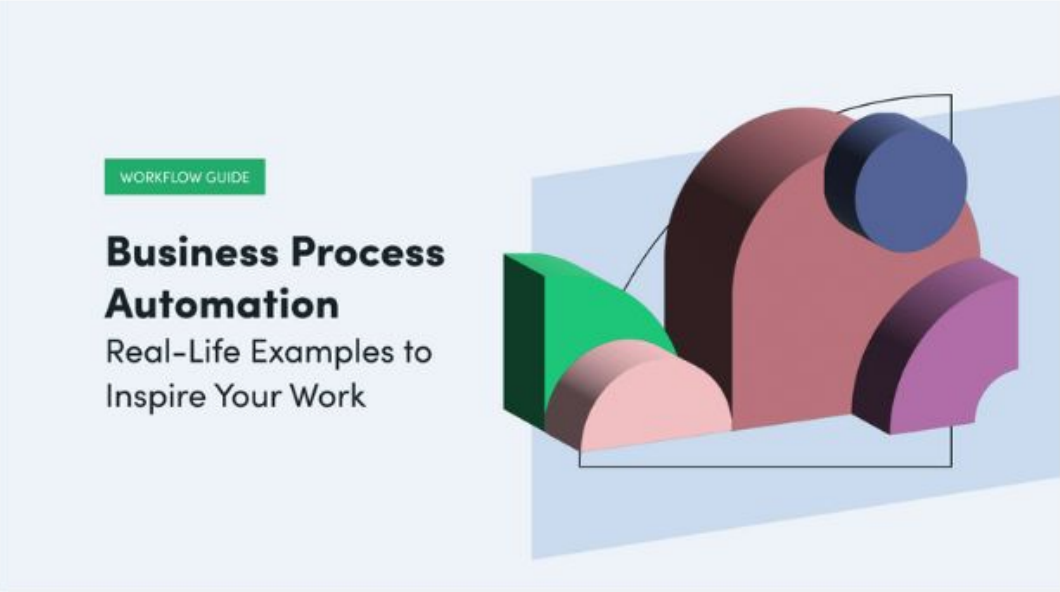 WORKFLOW GUIDE
Business Process
Automation
Real-Life Examples to
Inspire Your Work